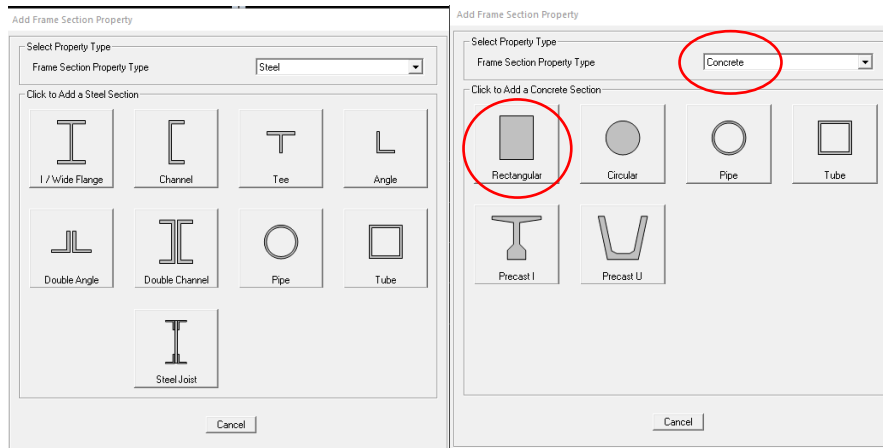 Add Frame Section Property
Select Property Type
Frame Section Property Type
Steel
Click to Add a Steel Section
I / Wide Flange
Channel
Tee
Angle
Double Angle
Double Channel
Pipe
Tube
Steel Joist
Cancel
Add Frame Section Property
Select Property Type
Frame Section Property Type
Concrete
Click to Add a Concrete Section
Rectangular
Circular
Pipe
Tube
Precast I
Precast U
Cancel